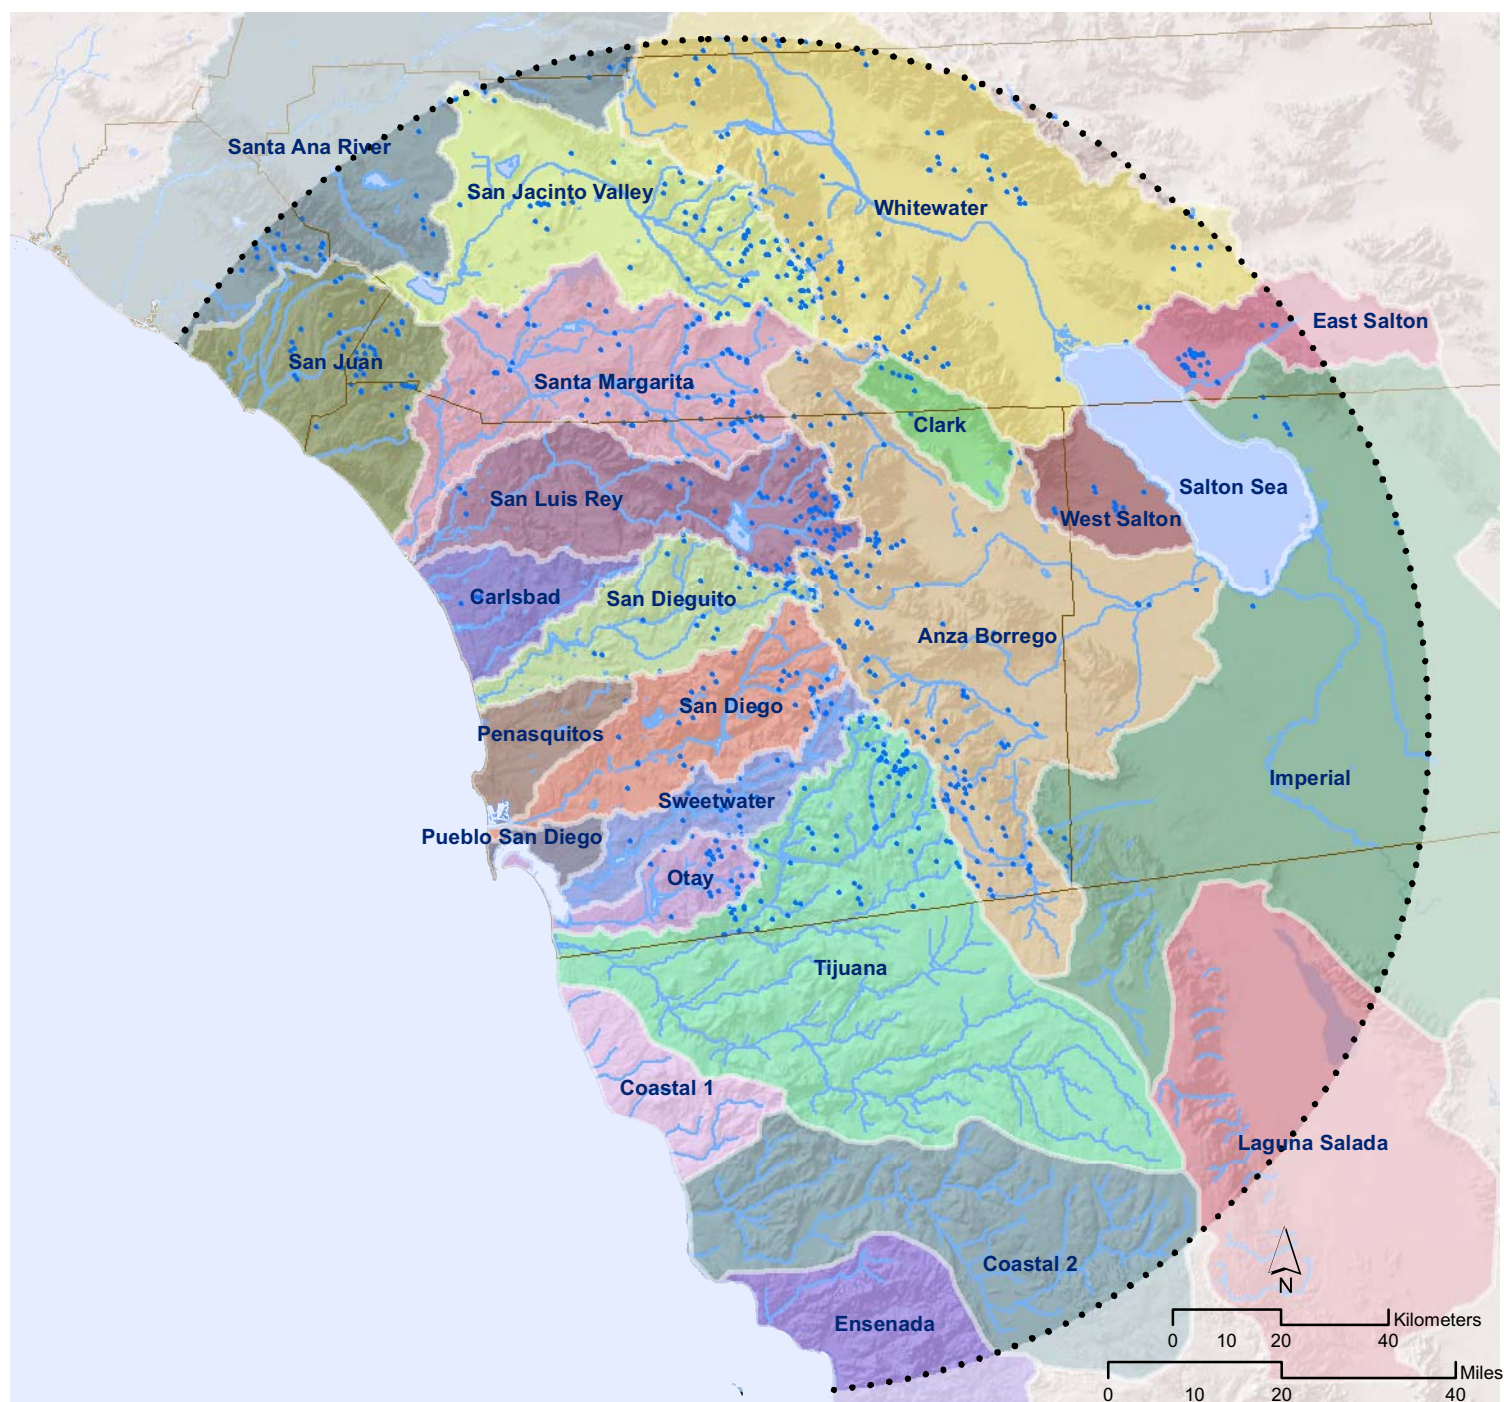 Santa Ana River
San Jacinto Valley
Whitewater
East Salton
San Juan
Santa Margarita
Clark
Salton Sea
San Luis Rey
West Salton
Carlsbad
San Dieguito
Anza Borrego
San Diego
Penasquitos
Imperial
Sweetwater
Pueblo San Diego
Otay
Tijuana
Coastal 1
Laguna Salada
Coastal 2
N
Ensenada
Kilometers
0 10 20 40
Miles
0 10 20 40